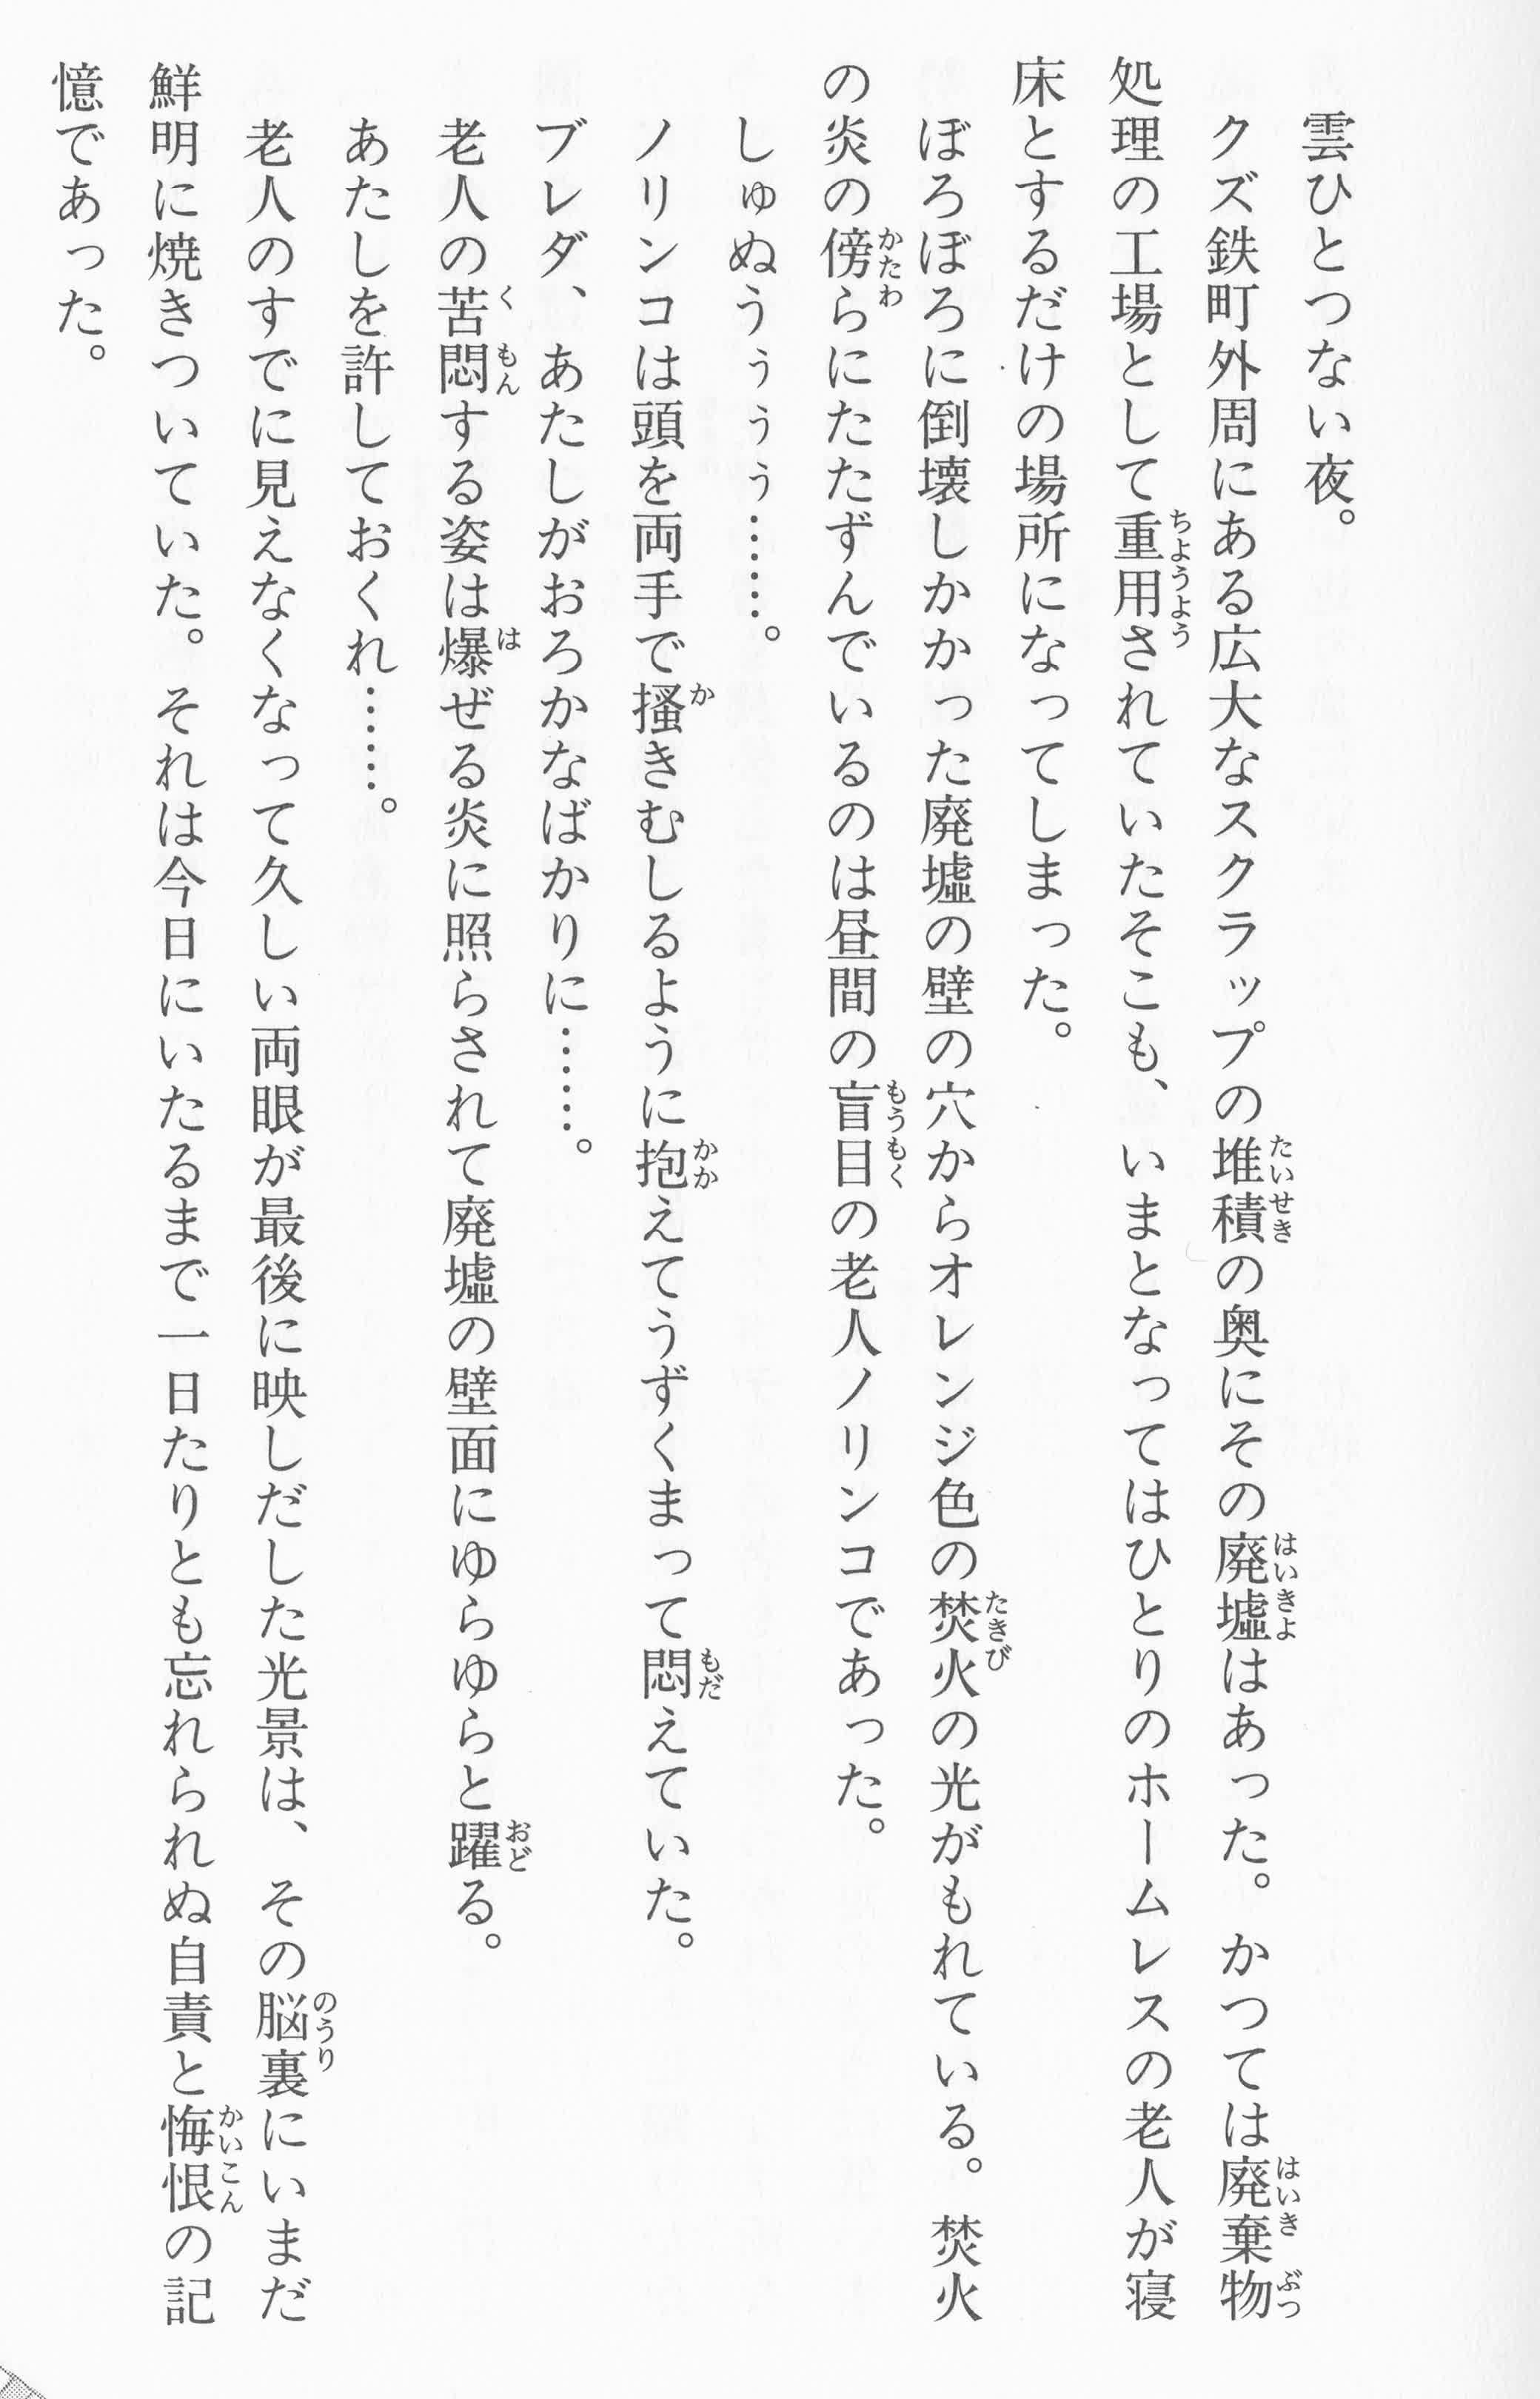 雲ひとつない夜。
クズ鉄町外周にある広大なスクラップの堆積の奥にその廃墟はあった。かつては廃棄物
処理の工場として重用されていたそこも、いまとなってはひとりのホームレスの老人が寝
床とするだけの場所になってしまった。
ぼろぼろに倒壊しかかった廃墟の壁の穴からオレンジ色の焚火の光がもれている。焚火
の炎の傍らにたたずんでいるのは昼間の盲目の老人ノリンコであった。
しゅぬうぅぅぅ……。
ノリンコは頭を両手で掻きむしるように抱えてうずくまって悶えていた。
ブレダ、あたしがおろかなばかりに……。
老人の苦悶する姿は爆ぜる炎に照らされて廃墟の壁面にゆらゆらと躍る。
あたしを許しておくれ……。
老人のすでに見えなくなって久しい両眼が最後に映しだした光景は、その脳裏にいまだ
鮮明に焼きついていた。それは今日にいたるまで一日たりとも忘れられぬ自責と悔恨の記
憶であった。